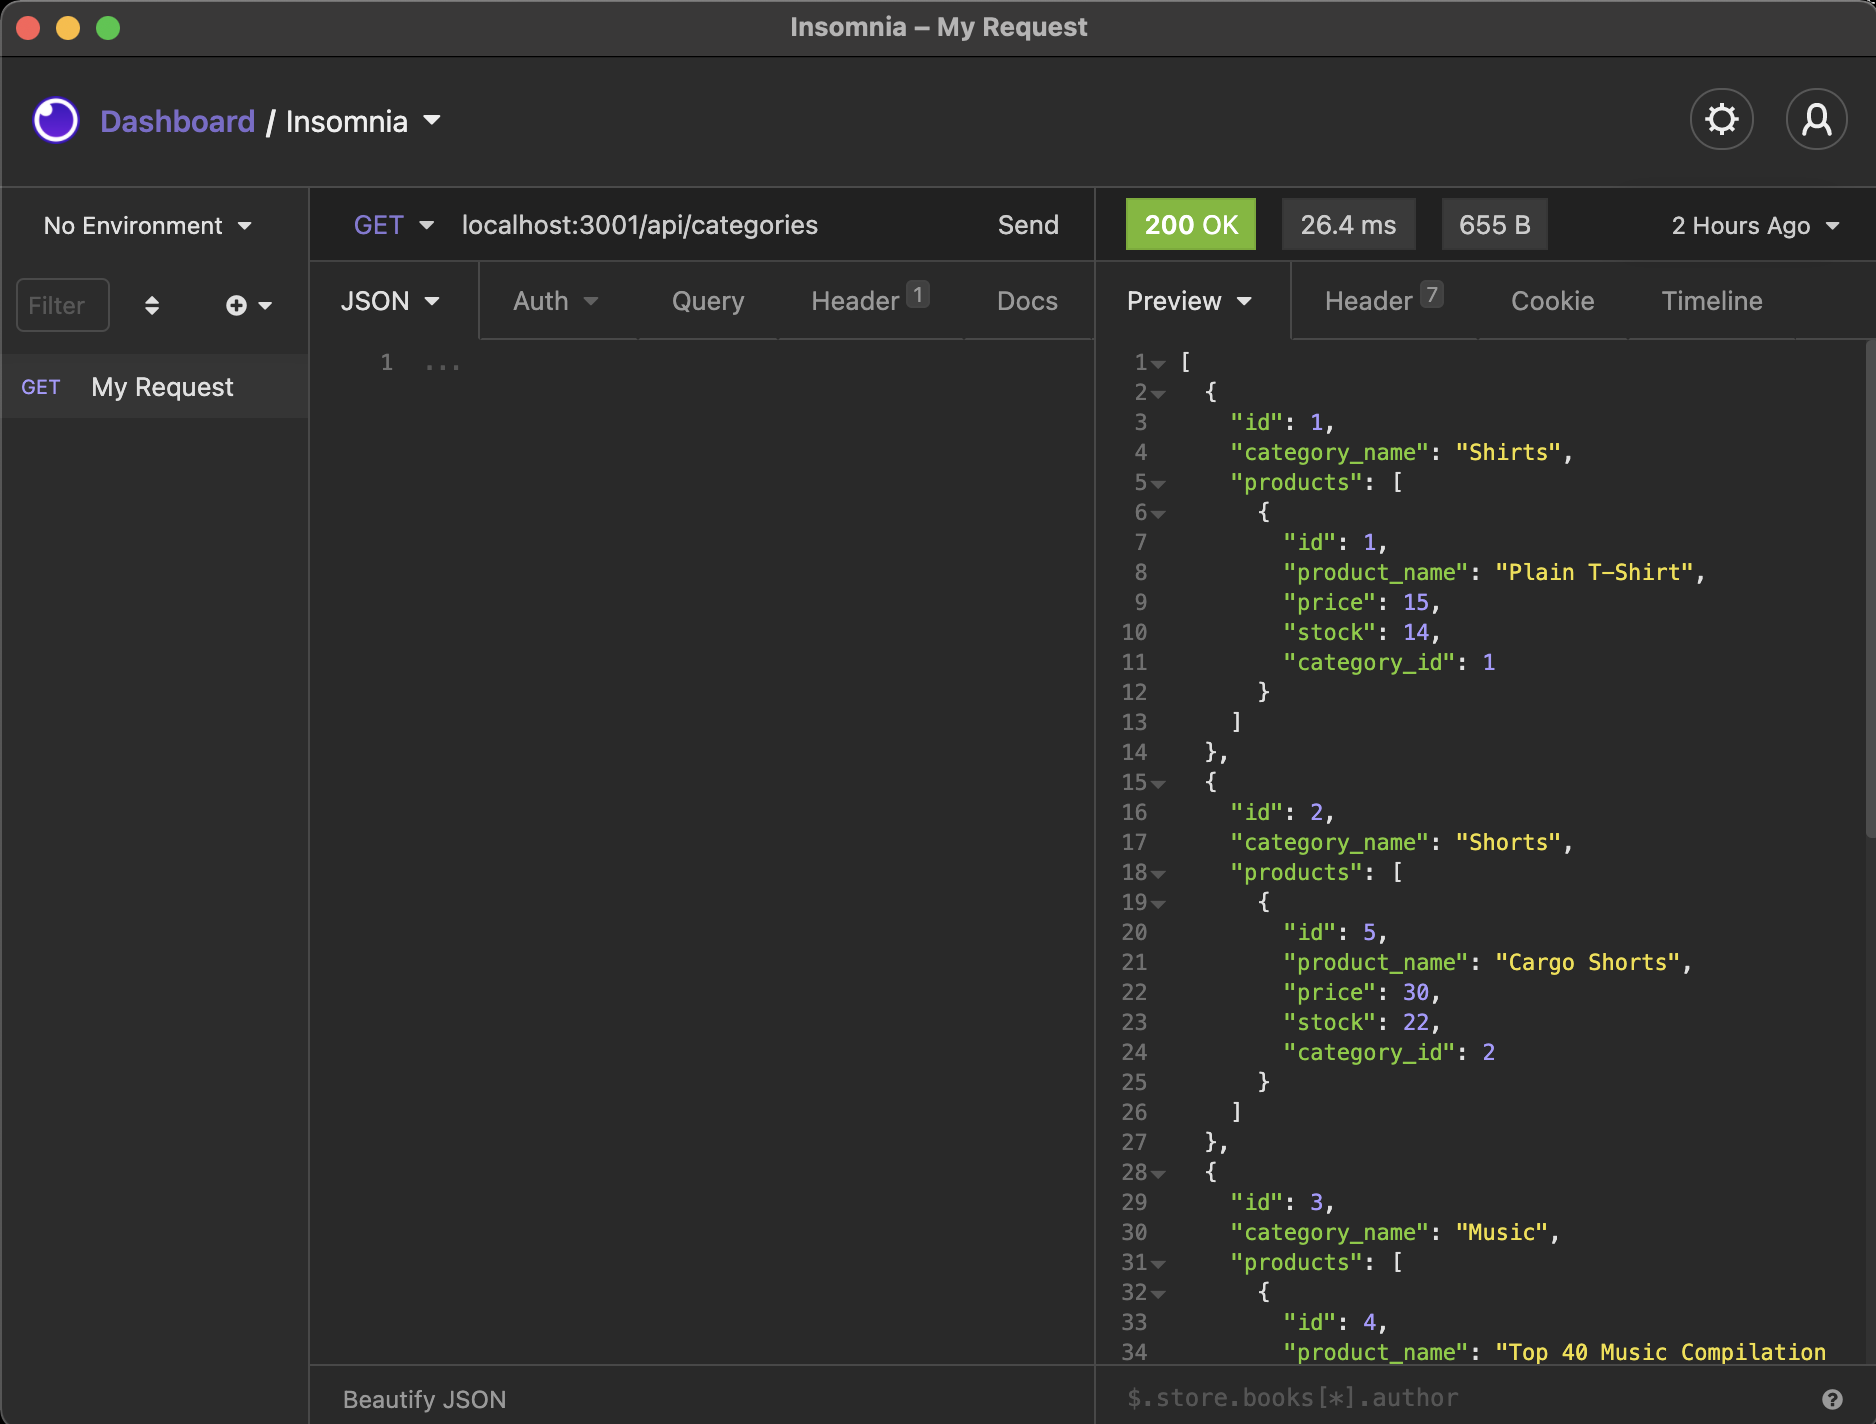 Insomnia – My Request
Dashboard / Insomnia
No Environment
Filter
GET My Request
GET localhost:3001/api/categories Send
JSON Auth Query Header 1 Docs
1 ...
Beautify JSON
200 OK 26.4 ms 655 B 2 Hours Ago
Preview Header 7 Cookie Timeline
1 [
2 {
3 "id": 1,
4 "category_name": "Shirts",
5 "products": [
6 {
7 "id": 1,
8 "product_name": "Plain T-Shirt",
9 "price": 15,
10 "stock": 14,
11 "category_id": 1
12 }
13 ]
14 },
15 {
16 "id": 2,
17 "category_name": "Shorts",
18 "products": [
19 {
20 "id": 5,
21 "product_name": "Cargo Shorts",
22 "price": 30,
23 "stock": 22,
24 "category_id": 2
25 }
26 ]
27 },
28 {
29 "id": 3,
30 "category_name": "Music",
31 "products": [
32 {
33 "id": 4,
34 "product_name": "Top 40 Music Compilation
$.store.books[*].author ?